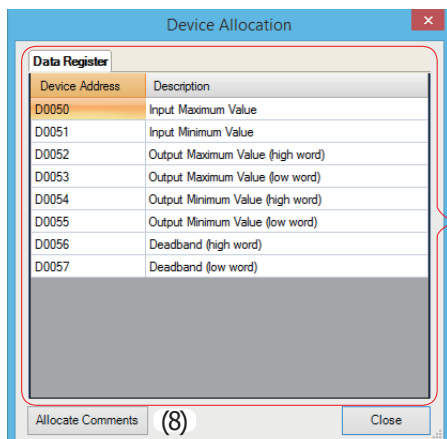 Device Allocation
×
Data Register
Device Address Description
D0050 Input Maximum Value
D0051 Input Minimum Value
D0052 Output Maximum Value (high word)
D0053 Output Maximum Value (low word)
D0054 Output Minimum Value (high word)
D0055 Output Minimum Value (low word)
D0056 Deadband (high word)
D0057 Deadband (low word)
Allocate Comments (8) Close